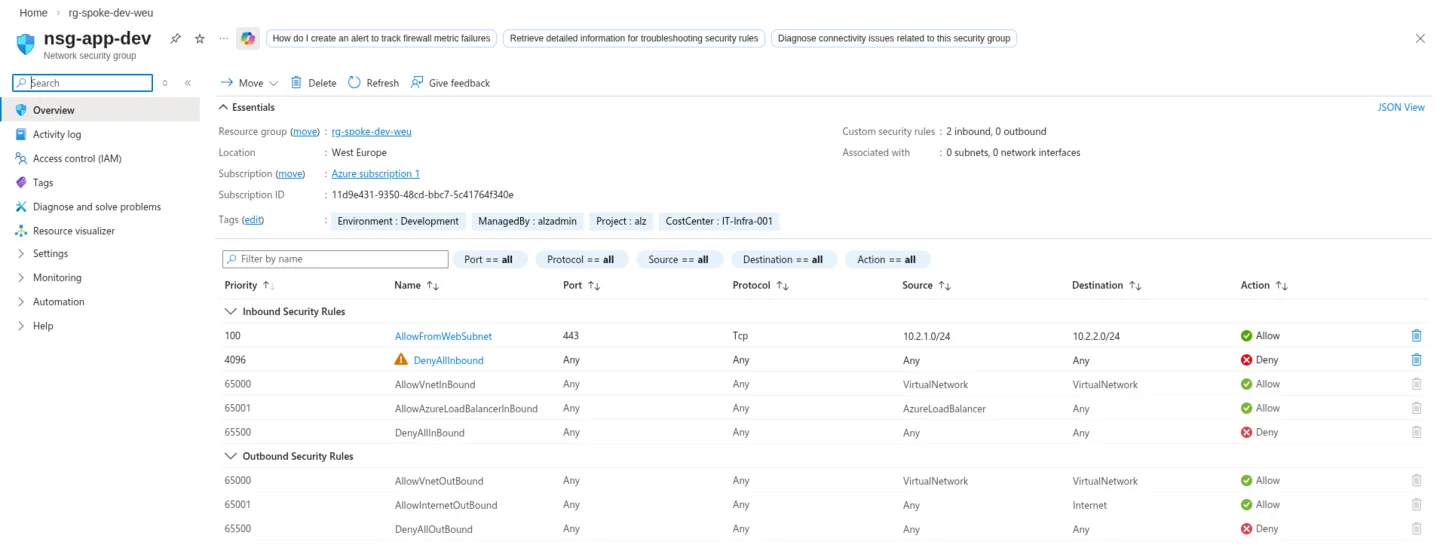 Home > rg-spoke-dev-weu
nsg-app-dev
Network security group
How do I create an alert to track firewall metric failures
Retrieve detailed information for troubleshooting security rules
Diagnose connectivity issues related to this security group
Search
Overview
Activity log
Access control (IAM)
Tags
Diagnose and solve problems
Resource visualizer
Settings
Monitoring
Automation
Help
Move Delete Refresh Give feedback
Essentials JSON View
Resource group (move) : rg-spoke-dev-weu
Location : West Europe
Subscription (move) : Azure subscription 1
Subscription ID : 11d9e431-9350-48cd-bbc7-5c41764f340e
Custom security rules : 2 inbound, 0 outbound
Associated with : 0 subnets, 0 network interfaces
Tags (edit) : Environment : Development ManagedBy : alzadmin Project : alz CostCenter : IT-Infra-001
Filter by name Port == all Protocol == all Source == all Destination == all Action == all
Priority Name Port Protocol Source Destination Action
Inbound Security Rules
100 AllowFromWebSubnet 443 Tcp 10.2.1.0/24 10.2.2.0/24 Allow
4096 DenyAllInbound Any Any Any Any Deny
65000 AllowVnetInBound Any Any VirtualNetwork VirtualNetwork Allow
65001 AllowAzureLoadBalancerInBound Any Any AzureLoadBalancer Any Allow
65500 DenyAllInBound Any Any Any Any Deny
Outbound Security Rules
65000 AllowVnetOutBound Any Any VirtualNetwork VirtualNetwork Allow
65001 AllowInternetOutBound Any Any Any Internet Allow
65500 DenyAllOutBound Any Any Any Any Deny